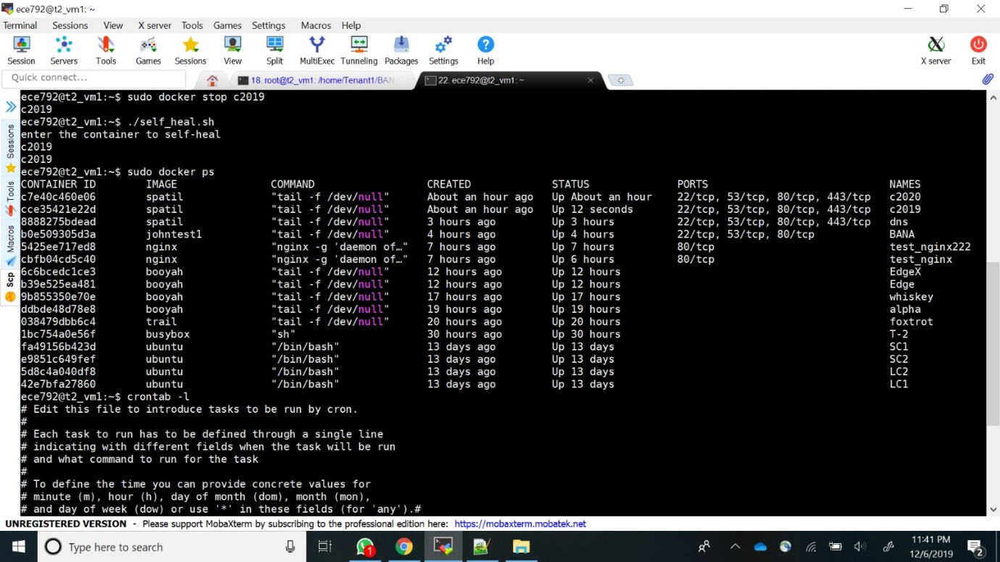 ece792@t2_vm1: ~
Terminal Sessions View X server Tools Games Settings Macros Help
Session Servers Tools Games Sessions View Split MultiExec Tunneling Packages Settings Help X server Exit
Quick connect...
18. root@t2_vm1: /home/Tenant1/BAN
22. ece792@t2_vm1: ~
Sessions
Tools
Macros
Scp
ece792@t2_vm1:~$ sudo docker stop c2019
c2019
ece792@t2_vm1:~$ ./self_heal.sh
enter the container to self-heal
c2019
c2019
ece792@t2_vm1:~$ sudo docker ps
CONTAINER ID IMAGE COMMAND CREATED STATUS PORTS NAMES
c7e40c460e06 spatil "tail -f /dev/null" About an hour ago Up About an hour 22/tcp, 53/tcp, 80/tcp, 443/tcp c2020
cce35421e22d spatil "tail -f /dev/null" About an hour ago Up 12 seconds 22/tcp, 53/tcp, 80/tcp, 443/tcp c2019
8888275bdead spatil "tail -f /dev/null" 3 hours ago Up 3 hours 22/tcp, 53/tcp, 80/tcp, 443/tcp dns
b0e509305d3a johntest1 "tail -f /dev/null" 4 hours ago Up 4 hours 22/tcp, 53/tcp, 80/tcp BANA
5425ee717ed8 nginx "nginx -g 'daemon of…" 7 hours ago Up 7 hours 80/tcp test_nginx222
cbfb04cd5c40 nginx "nginx -g 'daemon of…" 7 hours ago Up 6 hours 80/tcp test_nginx
6c6bcedc1ce3 booyah "tail -f /dev/null" 12 hours ago Up 12 hours EdgeX
b39e525ea481 booyah "tail -f /dev/null" 12 hours ago Up 12 hours Edge
9b855350e70e booyah "tail -f /dev/null" 17 hours ago Up 17 hours whiskey
ddbde48d78e8 booyah "tail -f /dev/null" 19 hours ago Up 19 hours alpha
038479dbb6c4 trail "tail -f /dev/null" 20 hours ago Up 20 hours foxtrot
1bc754a0e56f busybox "sh" 30 hours ago Up 30 hours T-2
fa49156b423d ubuntu "/bin/bash" 13 days ago Up 13 days SC1
e9851c649fef ubuntu "/bin/bash" 13 days ago Up 13 days SC2
5d8c4a040df8 ubuntu "/bin/bash" 13 days ago Up 13 days LC2
42e7bfa27860 ubuntu "/bin/bash" 13 days ago Up 13 days LC1
ece792@t2_vm1:~$ crontab -l
# Edit this file to introduce tasks to be run by cron.
#
# Each task to run has to be defined through a single line
# indicating with different fields when the task will be run
# and what command to run for the task
#
# To define the time you can provide concrete values for
# minute (m), hour (h), day of month (dom), month (mon),
# and day of week (dow) or use '*' in these fields (for 'any').#
UNREGISTERED VERSION - Please support MobaXterm by subscribing to the professional edition here: https://mobaxterm.mobatek.net
Type here to search
1
11:41 PM
12/6/2019
2